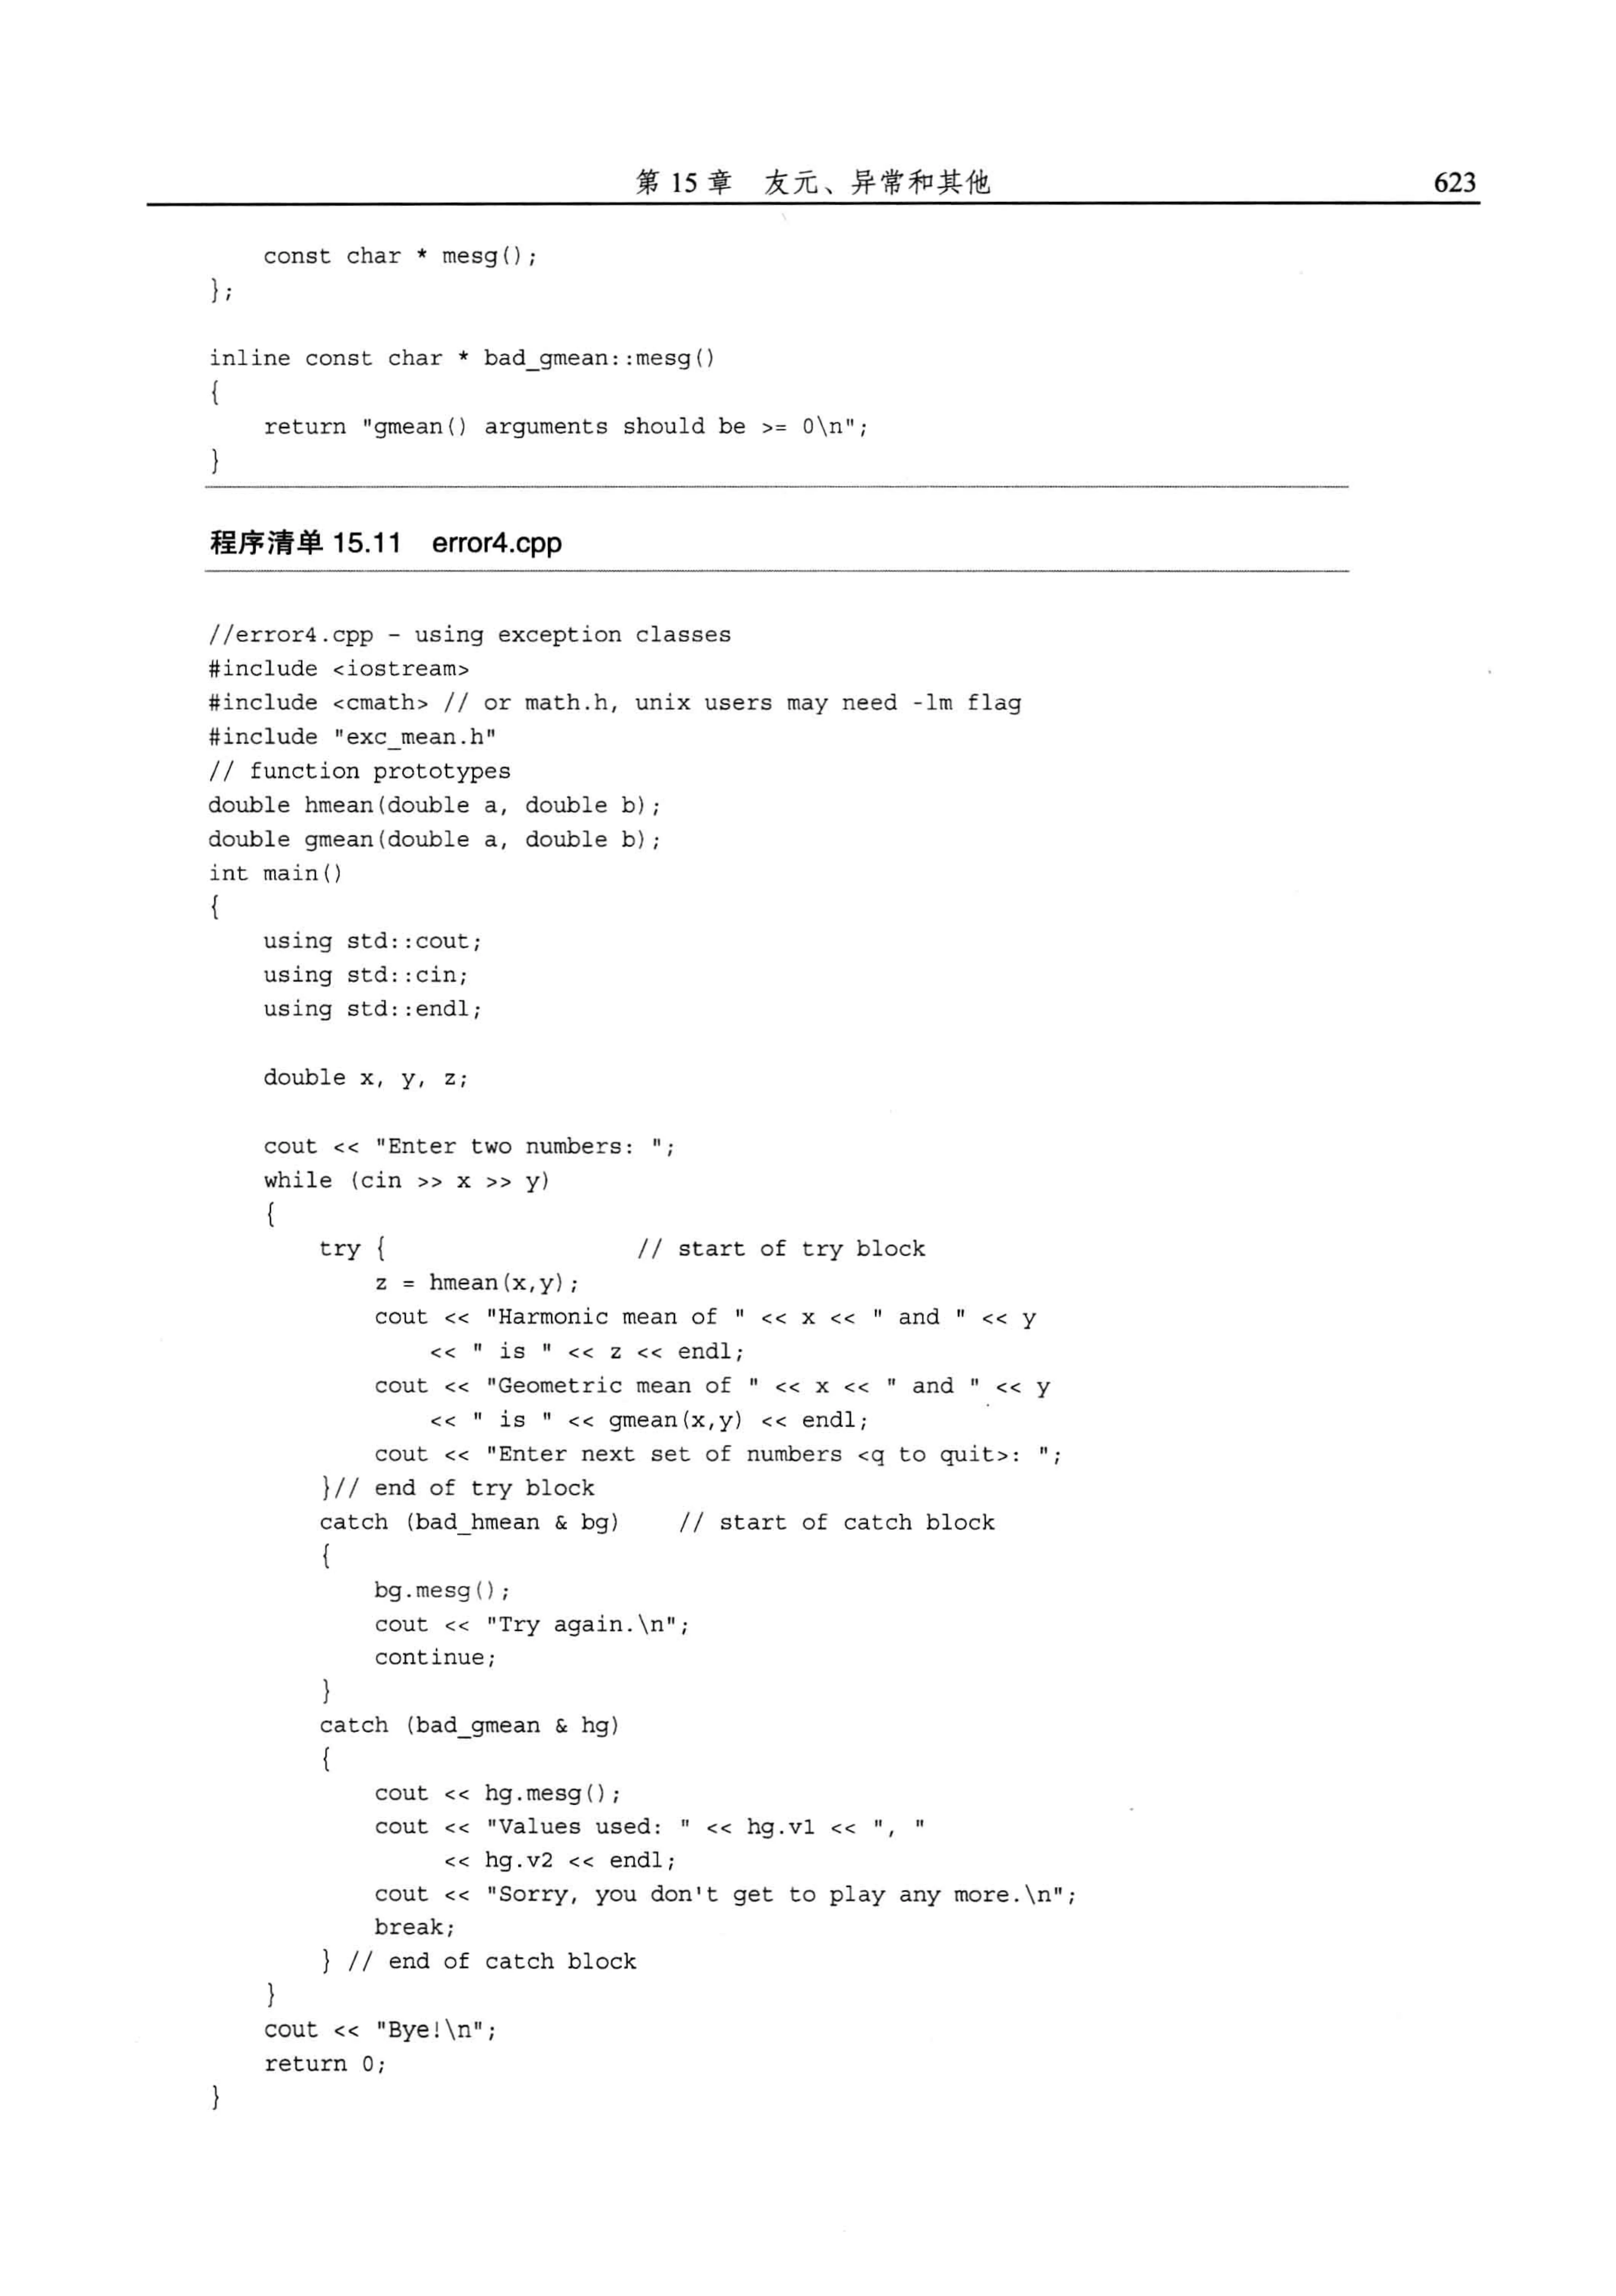 第 15 章 友元、异常和其他 623
    const char * mesg();
};
inline const char * bad_gmean::mesg()
{
    return "gmean() arguments should be >= 0\n";
}
程序清单 15.11 error4.cpp
//error4.cpp - using exception classes
#include <iostream>
#include <cmath> // or math.h, unix users may need -lm flag
#include "exc_mean.h"
// function prototypes
double hmean(double a, double b);
double gmean(double a, double b);
int main()
{
    using std::cout;
    using std::cin;
    using std::endl;
    double x, y, z;
    cout << "Enter two numbers: ";
    while (cin >> x >> y)
    {
        try {                  // start of try block
            z = hmean(x,y);
            cout << "Harmonic mean of " << x << " and " << y
                << " is " << z << endl;
            cout << "Geometric mean of " << x << " and " << y
                << " is " << gmean(x,y) << endl;
            cout << "Enter next set of numbers <q to quit>: ";
        }// end of try block
        catch (bad_hmean & bg)    // start of catch block
        {
            bg.mesg();
            cout << "Try again.\n";
            continue;
        }
        catch (bad_gmean & hg)
        {
            cout << hg.mesg();
            cout << "Values used: " << hg.v1 << ", "
                 << hg.v2 << endl;
            cout << "Sorry, you don't get to play any more.\n";
            break;
        } // end of catch block
    }
    cout << "Bye!\n";
    return 0;
}